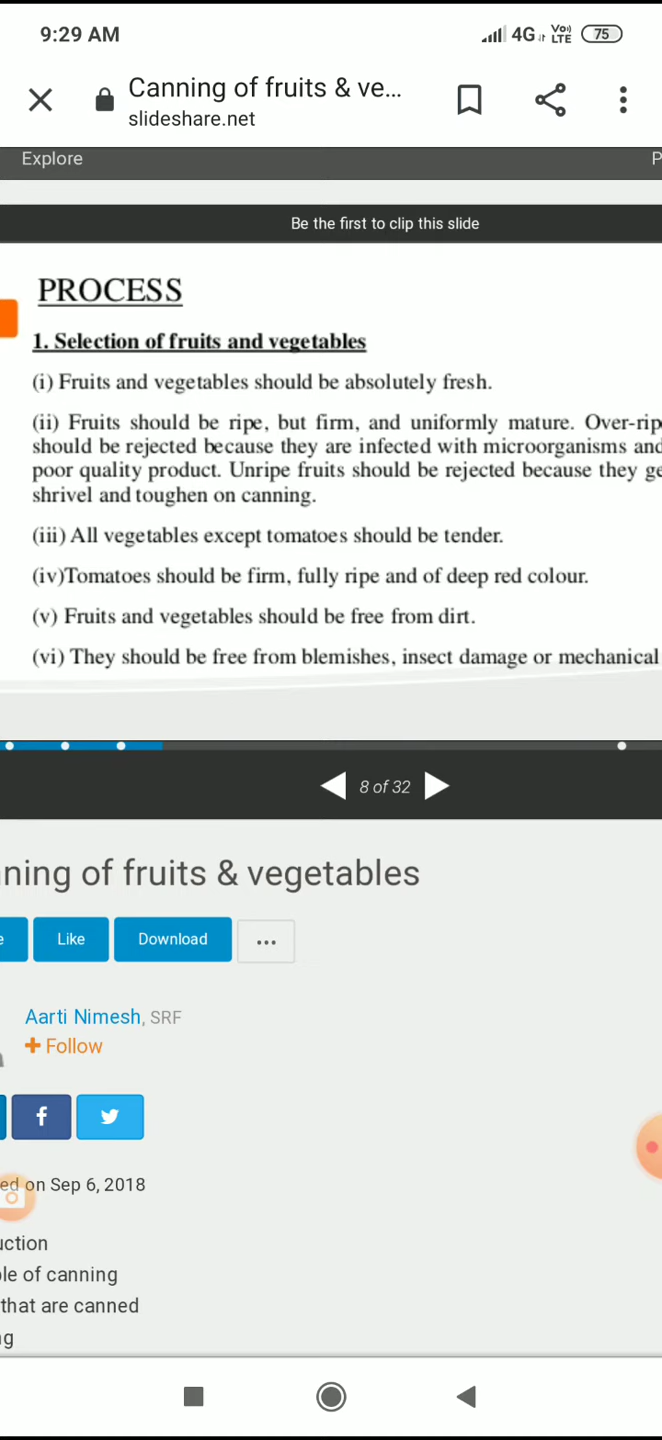 9:29 AM
4G
Vo))
LTE
75
Canning of fruits & ve...
slideshare.net
Explore
P
Be the first to clip this slide
PROCESS
1. Selection of fruits and vegetables
(i) Fruits and vegetables should be absolutely fresh.
(ii) Fruits should be ripe, but firm, and uniformly mature. Over-rip
should be rejected because they are infected with microorganisms and
poor quality product. Unripe fruits should be rejected because they ge
shrivel and toughen on canning.
(iii) All vegetables except tomatoes should be tender.
(iv)Tomatoes should be firm, fully ripe and of deep red colour.
(v) Fruits and vegetables should be free from dirt.
(vi) They should be free from blemishes, insect damage or mechanical
8 of 32
ning of fruits & vegetables
e
Like
Download
...
Aarti Nimesh, SRF
+ Follow
f
ed on Sep 6, 2018
uction
le of canning
that are canned
g